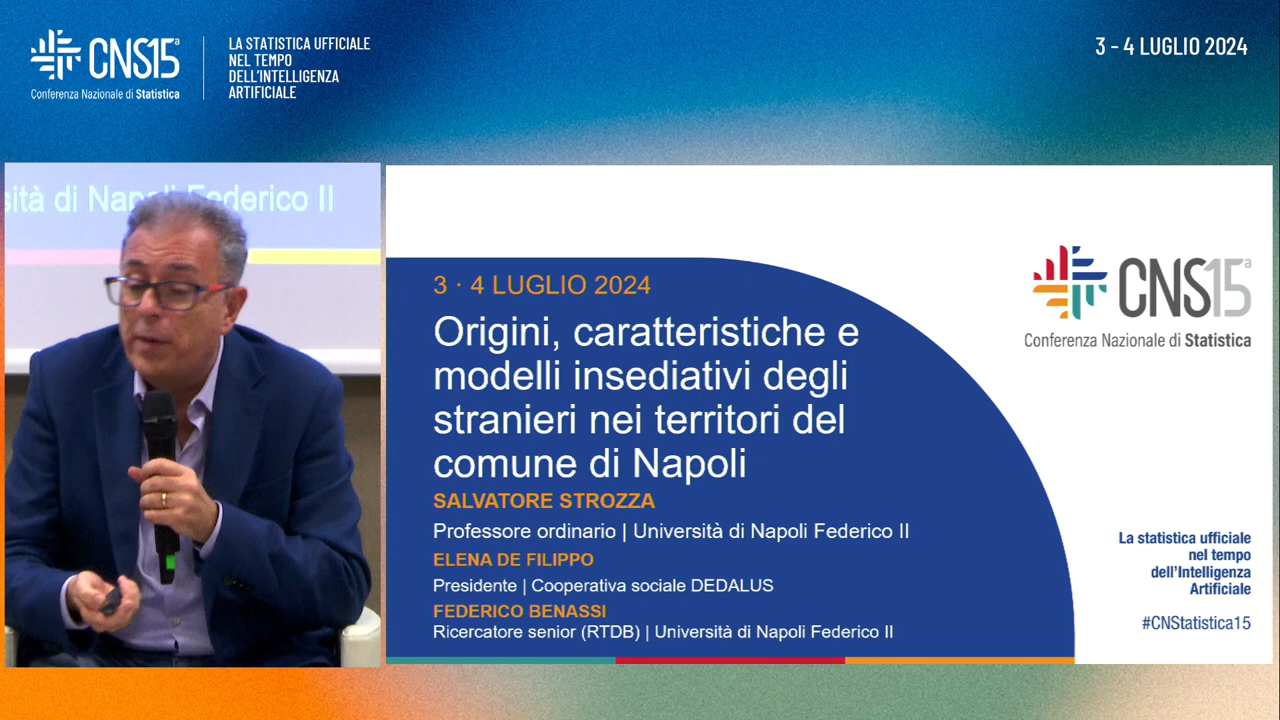 CNS15ª
Conferenza Nazionale di Statistica
LA STATISTICA UFFICIALE
NEL TEMPO
DELL'INTELLIGENZA
ARTIFICIALE
3 - 4 LUGLIO 2024
sità di Napoli Federico II
3 · 4 LUGLIO 2024
Origini, caratteristiche e
modelli insediativi degli
stranieri nei territori del
comune di Napoli
SALVATORE STROZZA
Professore ordinario | Università di Napoli Federico II
ELENA DE FILIPPO
Presidente | Cooperativa sociale DEDALUS
FEDERICO BENASSI
Ricercatore senior (RTDB) | Università di Napoli Federico II
CNS15ª
Conferenza Nazionale di Statistica
La statistica ufficiale
nel tempo
dell'Intelligenza
Artificiale
#CNStatistica15